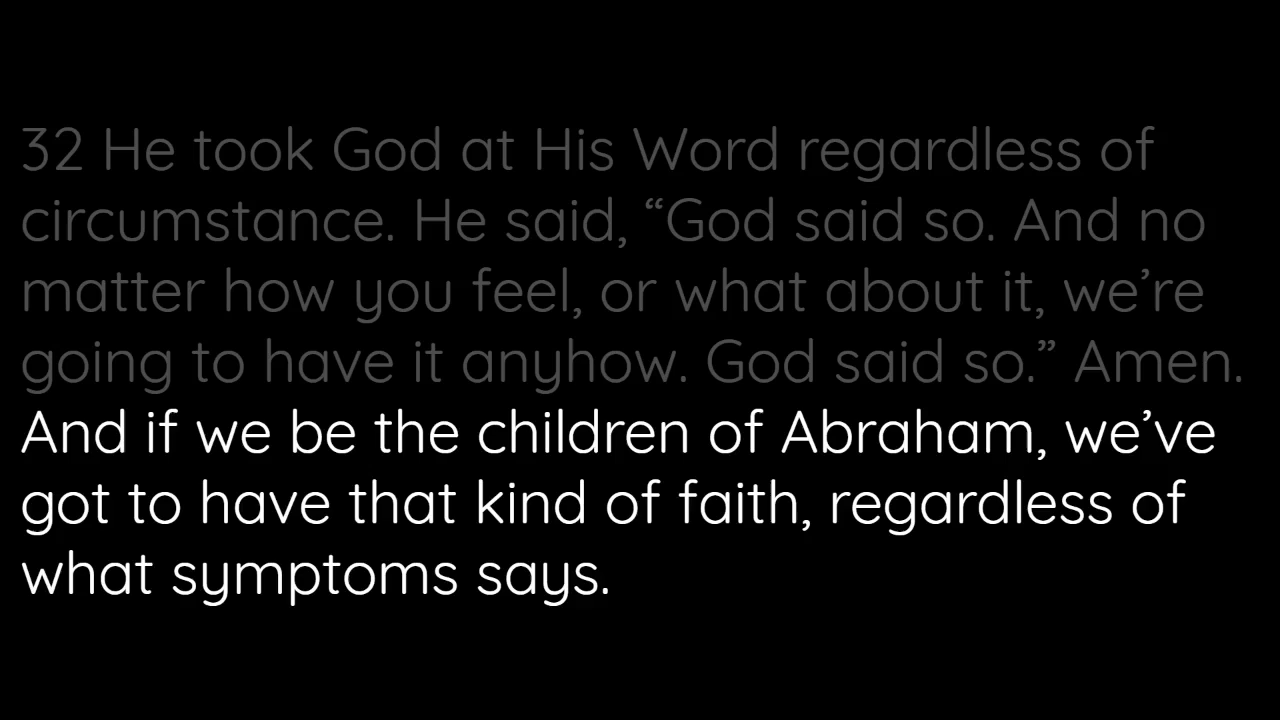 32 He took God at His Word regardless of
circumstance. He said, “God said so. And no
matter how you feel, or what about it, we’re
going to have it anyhow. God said so.” Amen.
And if we be the children of Abraham, we’ve
got to have that kind of faith, regardless of
what symptoms says.